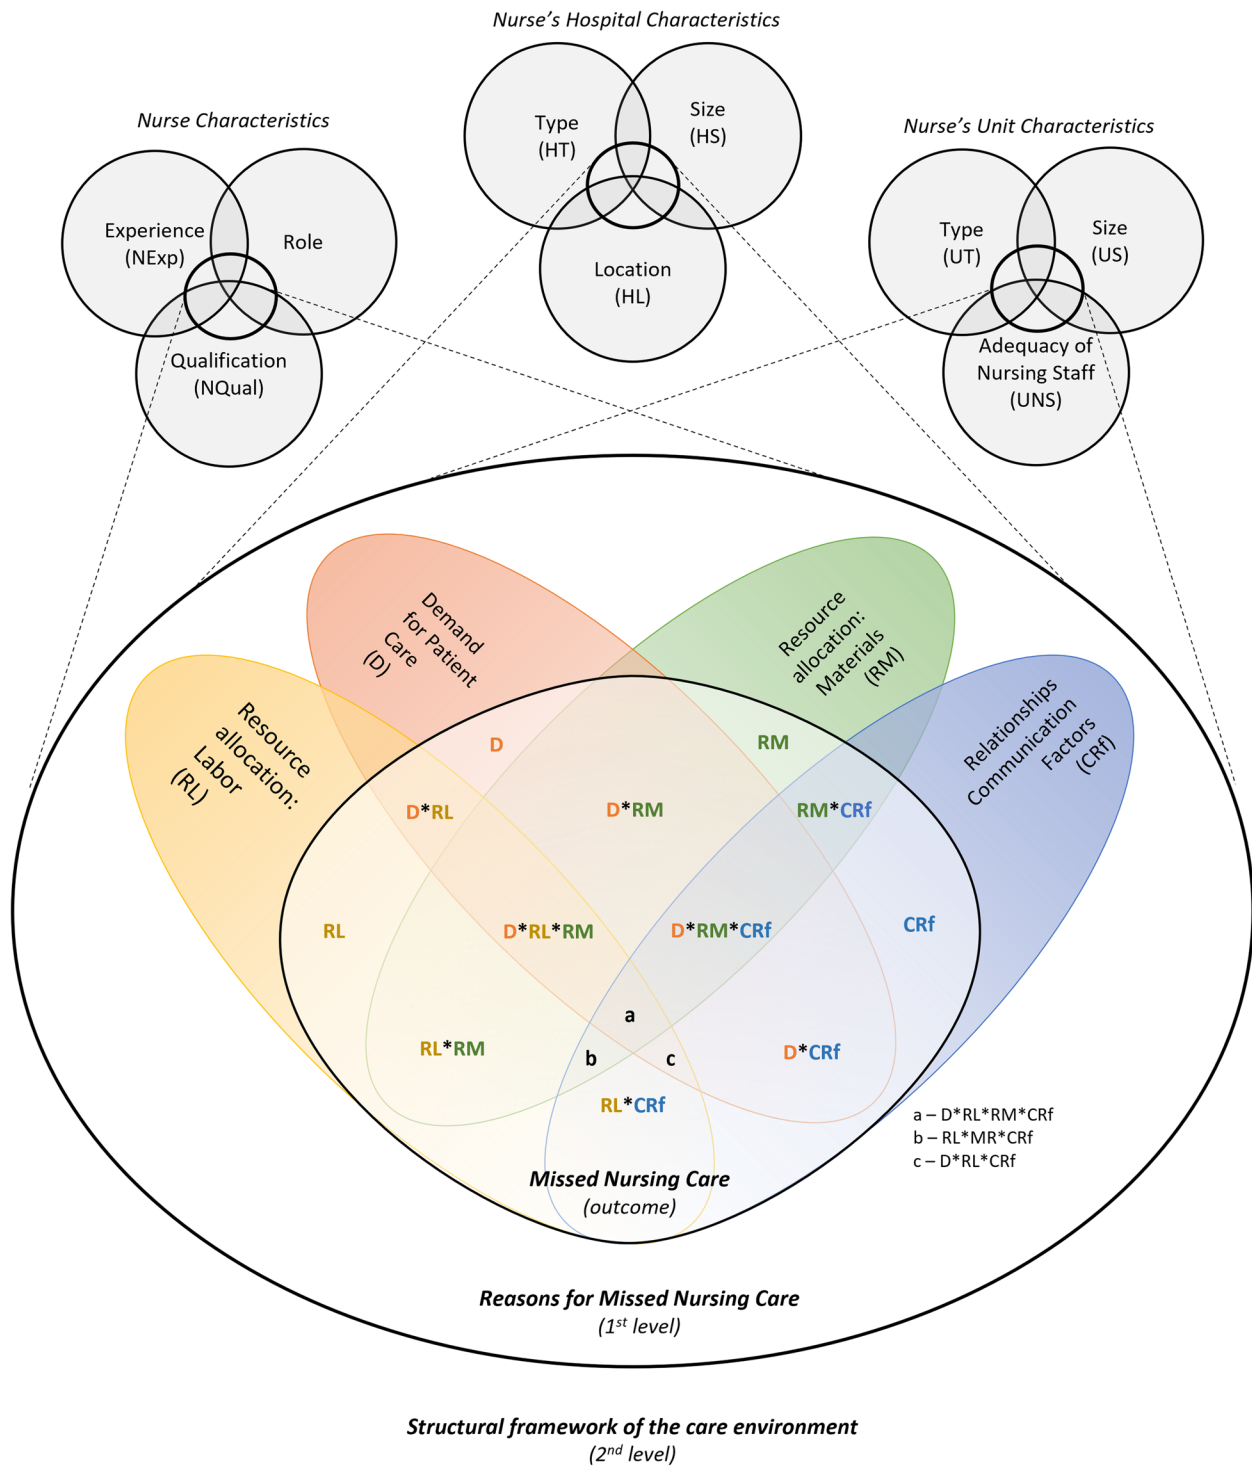 Nurse's Hospital Characteristics
Type
(HT)
Size
(HS)
Location
(HL)
Nurse Characteristics
Experience
(NExp)
Role
Qualification
(NQual)
Nurse's Unit Characteristics
Type
(UT)
Size
(US)
Adequacy of
Nursing Staff
(UNS)
Resource
allocation:
Labor
(RL)
Demand
for Patient
Care
(D)
Resource
allocation:
Materials
(RM)
Relationships
Communication
Factors
(CRf)
D
RM
D*RL
D*RM
RM*CRf
RL
D*RL*RM
D*RM*CRf
CRf
a
RL*RM
b
c
D*CRf
RL*CRf
a – D*RL*RM*CRf
b – RL*MR*CRf
c – D*RL*CRf
Missed Nursing Care
(outcome)
Reasons for Missed Nursing Care
(1st level)
Structural framework of the care environment
(2nd level)